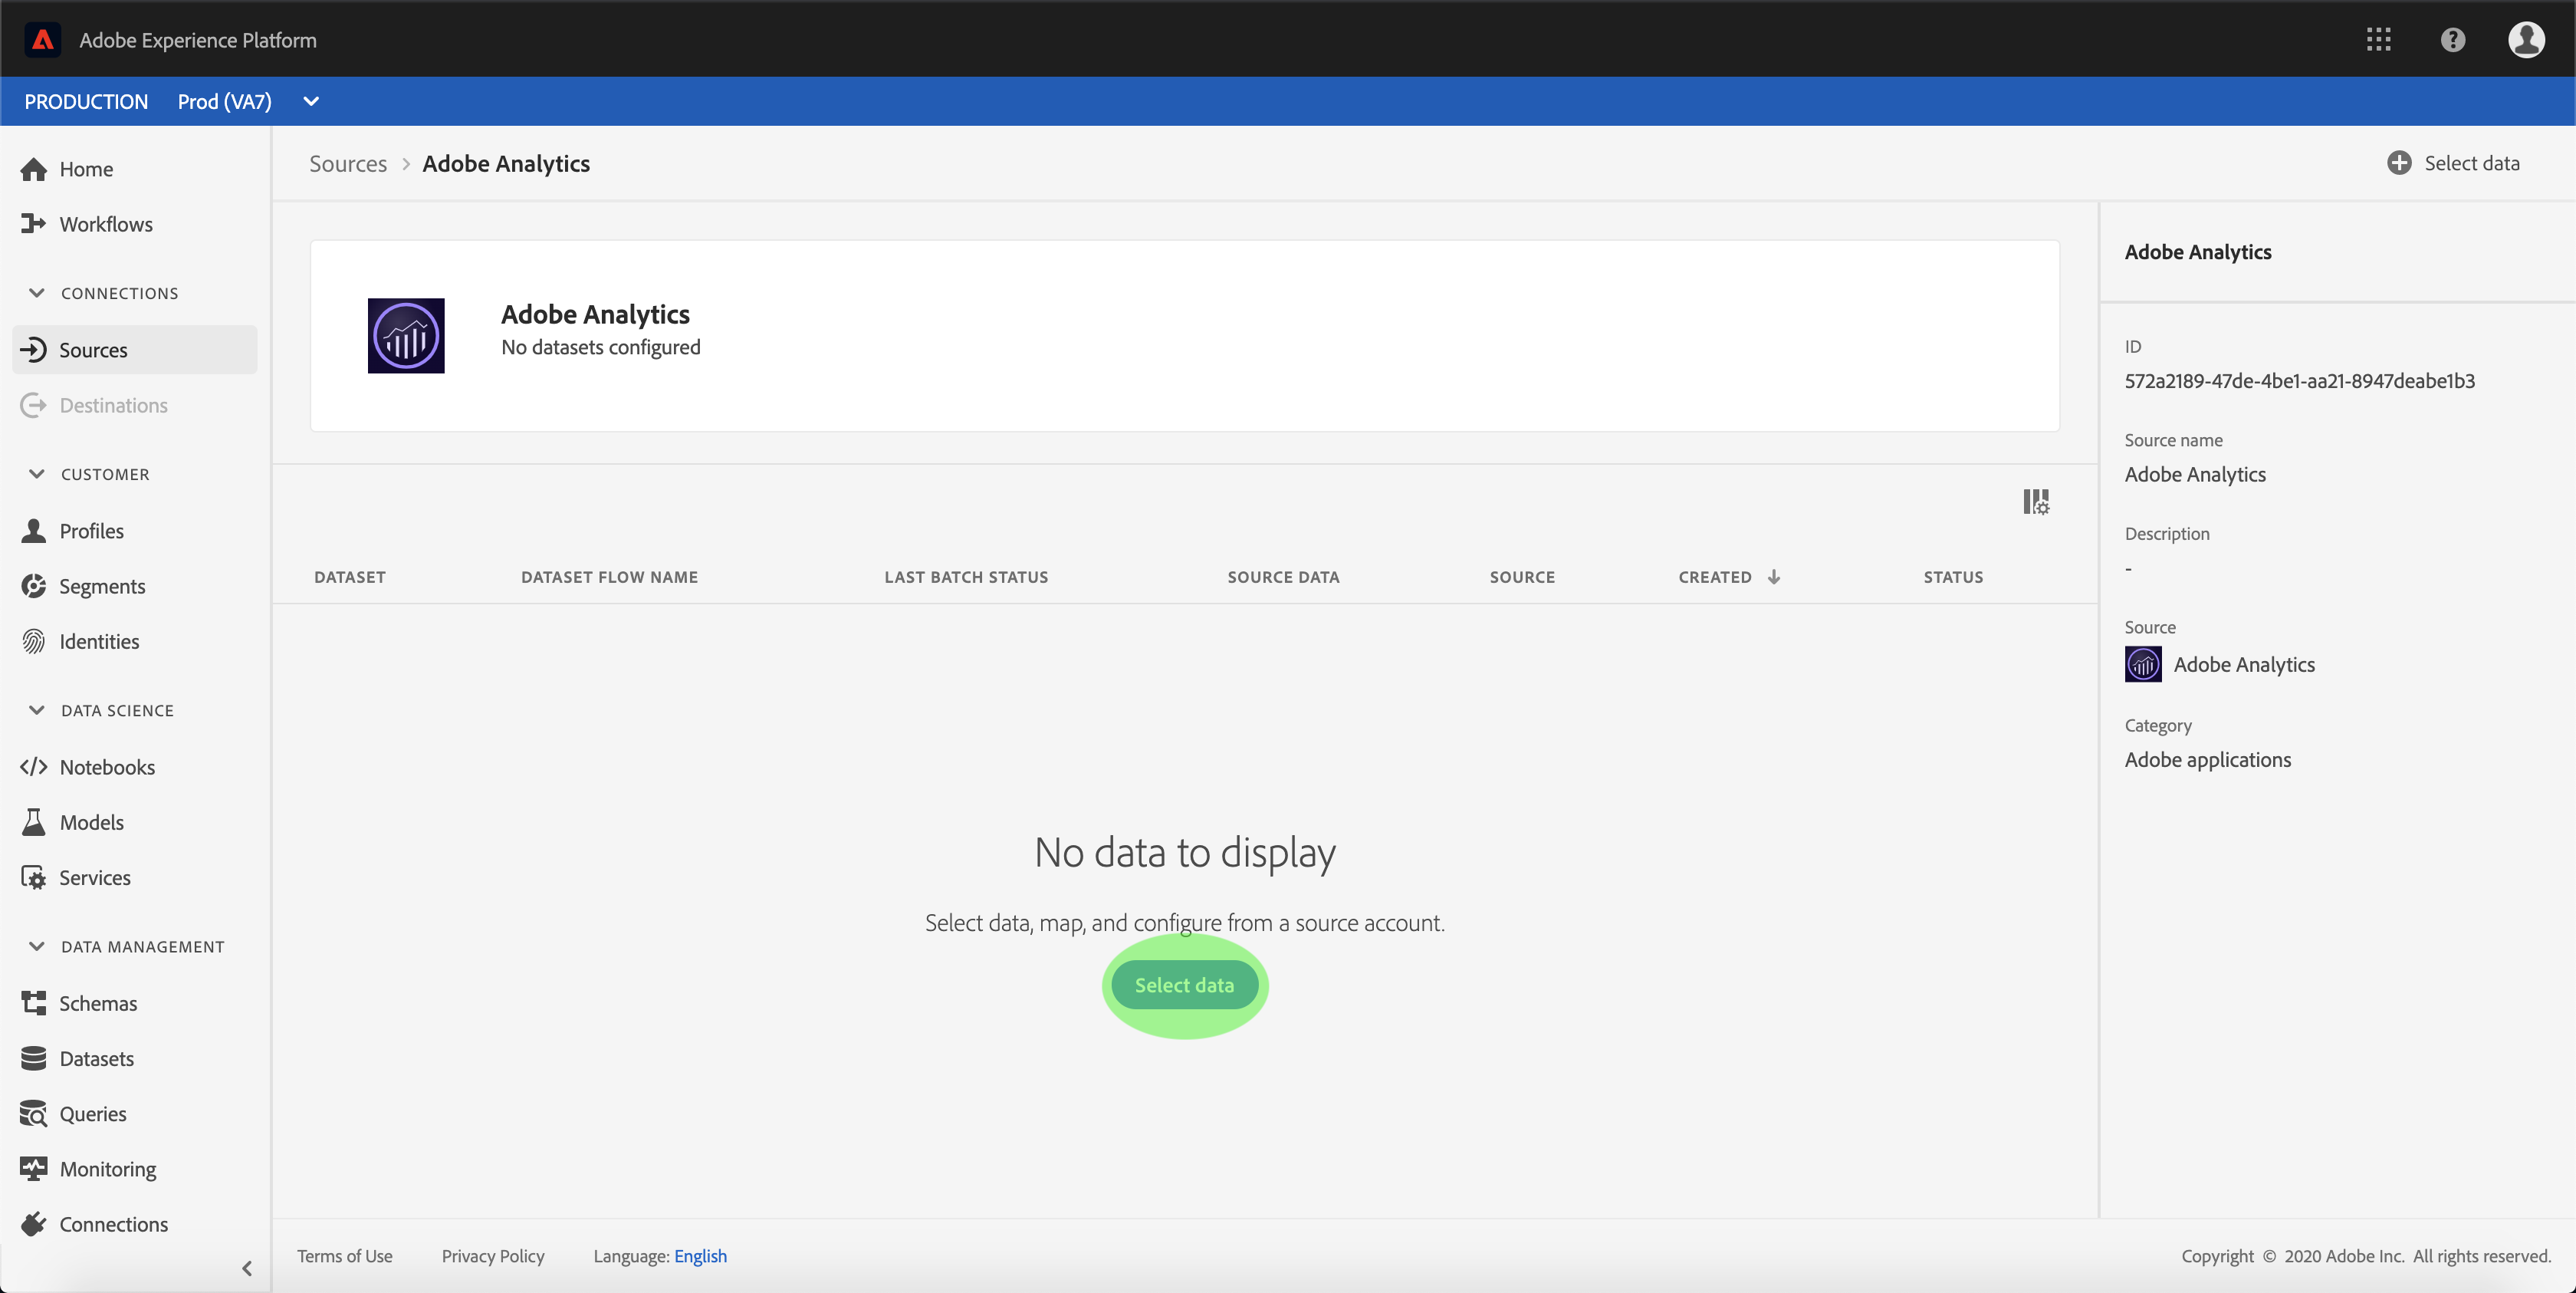 Adobe Experience Platform
PRODUCTION Prod (VA7)
Home
Workflows
CONNECTIONS
Sources
Destinations
CUSTOMER
Profiles
Segments
Identities
DATA SCIENCE
Notebooks
Models
Services
DATA MANAGEMENT
Schemas
Datasets
Queries
Monitoring
Connections
Sources > Adobe Analytics
Select data
Adobe Analytics
No datasets configured
DATASET DATASET FLOW NAME LAST BATCH STATUS SOURCE DATA SOURCE CREATED STATUS
No data to display
Select data, map, and configure from a source account.
Select data
Adobe Analytics
ID
572a2189-47de-4be1-aa21-8947deabe1b3
Source name
Adobe Analytics
Description
-
Source
Adobe Analytics
Category
Adobe applications
Terms of Use Privacy Policy Language: English
Copyright © 2020 Adobe Inc. All rights reserved.